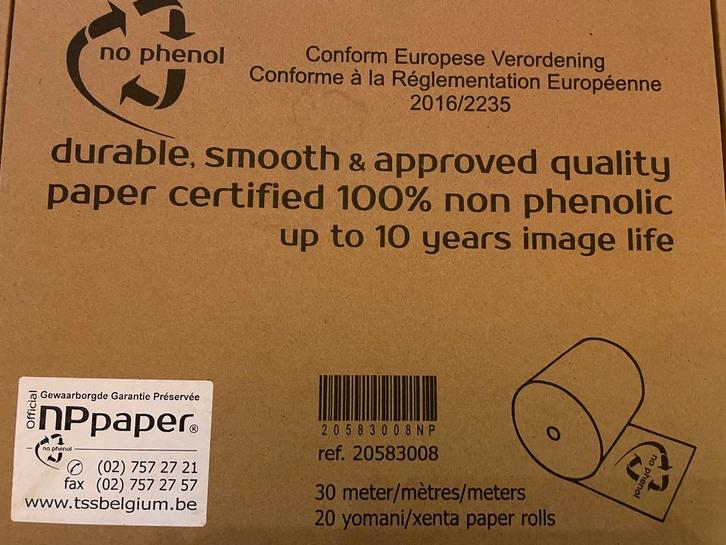 no phenol
Conform Europese Verordening
Conforme à la Réglementation Européenne
2016/2235
durable, smooth & approved quality
paper certified 100% non phenolic
up to 10 years image life
Official
Gewaarborgde Garantie Préservée
nPpaper®
no phenol
(02) 757 27 21
fax (02) 757 27 57
www.tssbelgium.be
20583008NP
ref. 20583008
30 meter/mètres/meters
20 yomani/xenta paper rolls
no phenol